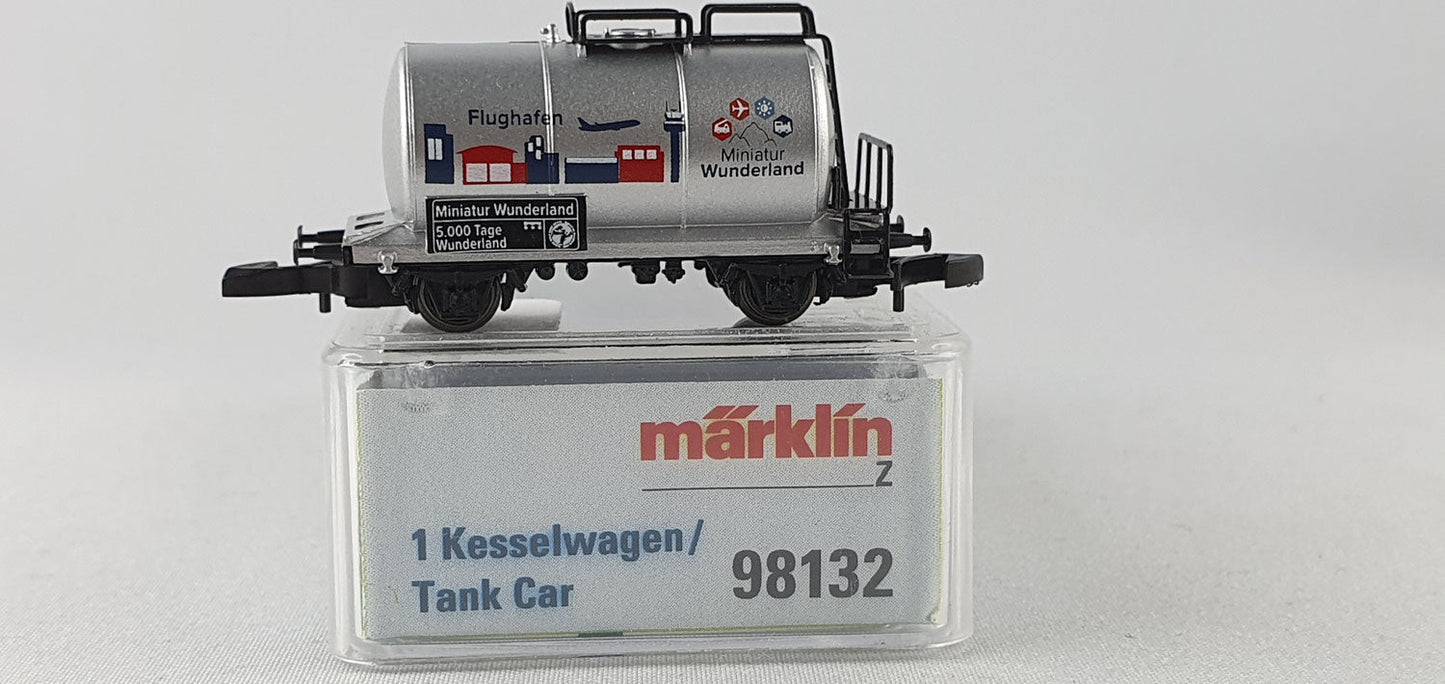 Flughafen
Miniatur
Wunderland
Miniatur Wunderland
5.000 Tage
Wunderland
märklin
Z
1 Kesselwagen/
Tank Car
98132